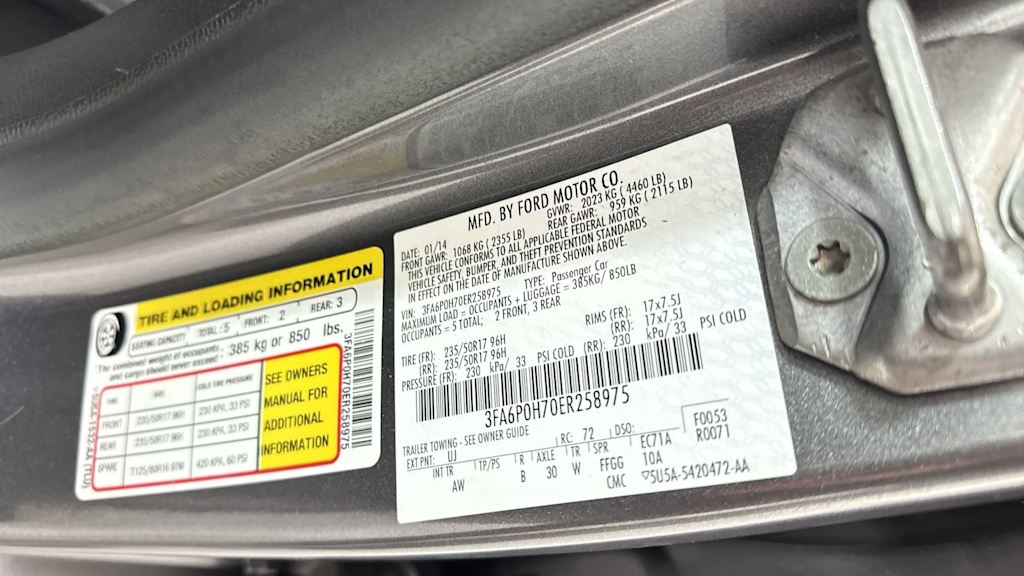 TIRE AND LOADING INFORMATION
SEATING CAPACITY TOTAL: 5 FRONT: 2 REAR: 3
The combined weight of occupants and cargo should never exceed: 385 kg or 850 lbs.
TIRE SIZE COLD TIRE PRESSURE
FRONT 235/50R17 96H 230 KPA, 33 PSI
REAR 235/50R17 96H 230 KPA, 33 PSI
SPARE T125/80R16 97M 420 KPA, 60 PSI
SEE OWNERS
MANUAL FOR
ADDITIONAL
INFORMATION
3FA6P0H70ER258975
MFD. BY FORD MOTOR CO.
DATE: 01/14 GVWR: 2023 KG ( 4460 LB)
FRONT GAWR: 1068 KG ( 2355 LB) REAR GAWR: 959 KG ( 2115 LB)
THIS VEHICLE CONFORMS TO ALL APPLICABLE FEDERAL MOTOR
VEHICLE SAFETY, BUMPER, AND THEFT PREVENTION STANDARDS
IN EFFECT ON THE DATE OF MANUFACTURE SHOWN ABOVE.
VIN: 3FA6P0H70ER258975 TYPE: Passenger Car
MAXIMUM LOAD = OCCUPANTS + LUGGAGE = 385KG/ 850LB
OCCUPANTS = 5 TOTAL; 2 FRONT, 3 REAR
TIRE (FR): 235/50R17 96H RIMS (FR): 17x7.5J
(RR): 235/50R17 96H (RR): 17x7.5J
PRESSURE (FR): 230 kPa/ 33 PSI COLD (RR): 230 kPa/ 33 PSI COLD
3FA6P0H70ER258975
TRAILER TOWING - SEE OWNER GUIDE
EXT PNT: UJ RC: 72 DSO: F0053
INT TR TP/PS R AXLE TR SPR EC71A R0071
AW B 30 W FFGG 10A
CMC 5U5A-5420472-AA